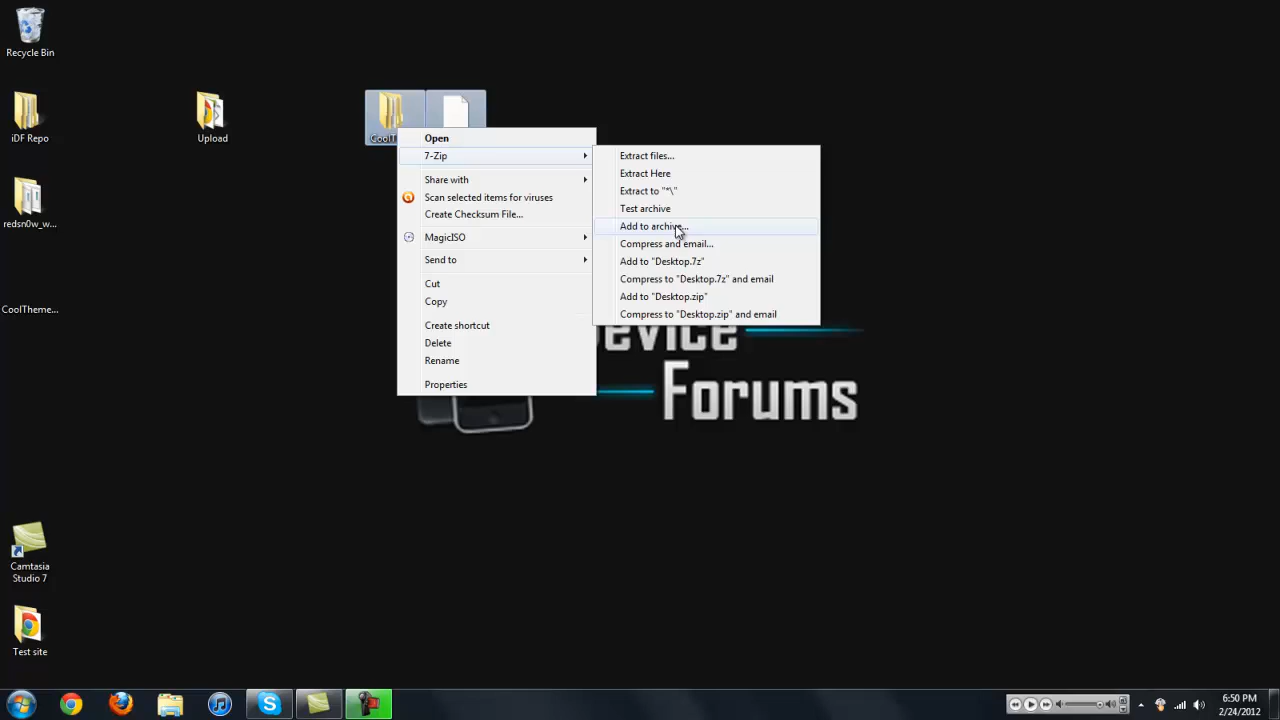 Recycle Bin
iDF Repo
Upload
CoolT
redsn0w_w...
CoolTheme...
Camtasia
Studio 7
Test site
Open
7-Zip
Share with
Scan selected items for viruses
Create Checksum File...
MagicISO
Send to
Cut
Copy
Create shortcut
Delete
Rename
Properties
Extract files...
Extract Here
Extract to "*\"
Test archive
Add to archive...
Compress and email...
Add to "Desktop.7z"
Compress to "Desktop.7z" and email
Add to "Desktop.zip"
Compress to "Desktop.zip" and email
Device
Forums
6:50 PM
2/24/2012